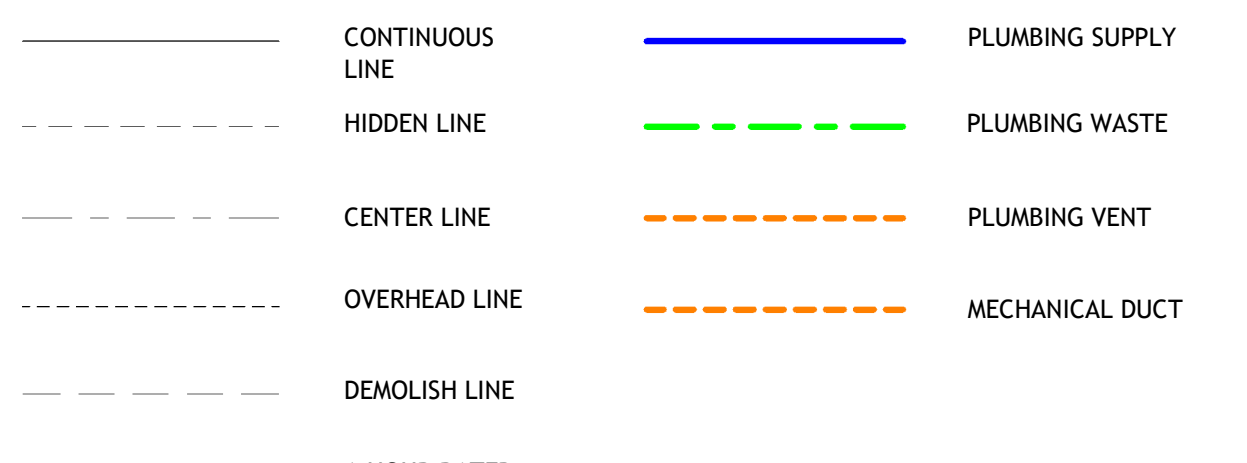 CONTINUOUS
LINE
HIDDEN LINE
CENTER LINE
OVERHEAD LINE
DEMOLISH LINE
PLUMBING SUPPLY
PLUMBING WASTE
PLUMBING VENT
MECHANICAL DUCT